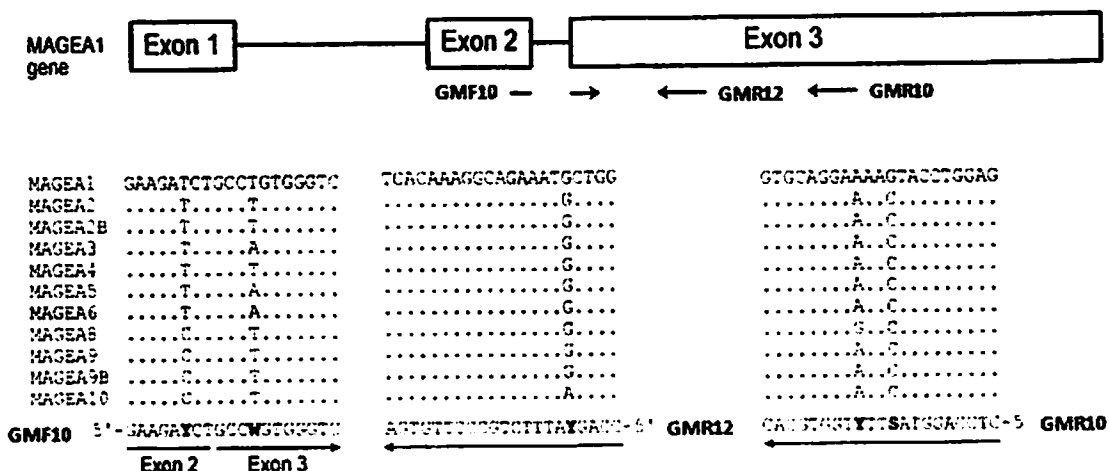 MAGEA1 gene
Exon 1 Exon 2 Exon 3
GMF10 GMR12 GMR10
MAGEA1 GAAGATCTGCCTGTGGGTC TCACAAAGGCAGAAATGCTGG GTGCAGGAAAAGTACCTGGAG
MAGEA2 .....T.....T....... ................G.... ........A..C.........
MAGEA2B .....T.....T....... ................G.... ........A..C.........
MAGEA3 .....T.....A....... ................G.... ........A..C.........
MAGEA4 .....T.....T....... ................G.... ........A..C.........
MAGEA5 .....T.....A....... ................G.... ........A..C.........
MAGEA6 .....T.....A....... ................G.... ........A..C.........
MAGEA8 .....C.....T....... ................G.... ........G..C.........
MAGEA9 .....C.....T....... ................G.... ........A..C.........
MAGEA9B .....C.....T....... ................G.... ........A..C.........
MAGEA10 .....C.....T....... ................A.... ........A..C.........
GMF10 5'- GMR12 GMR10
Exon 2 Exon 3